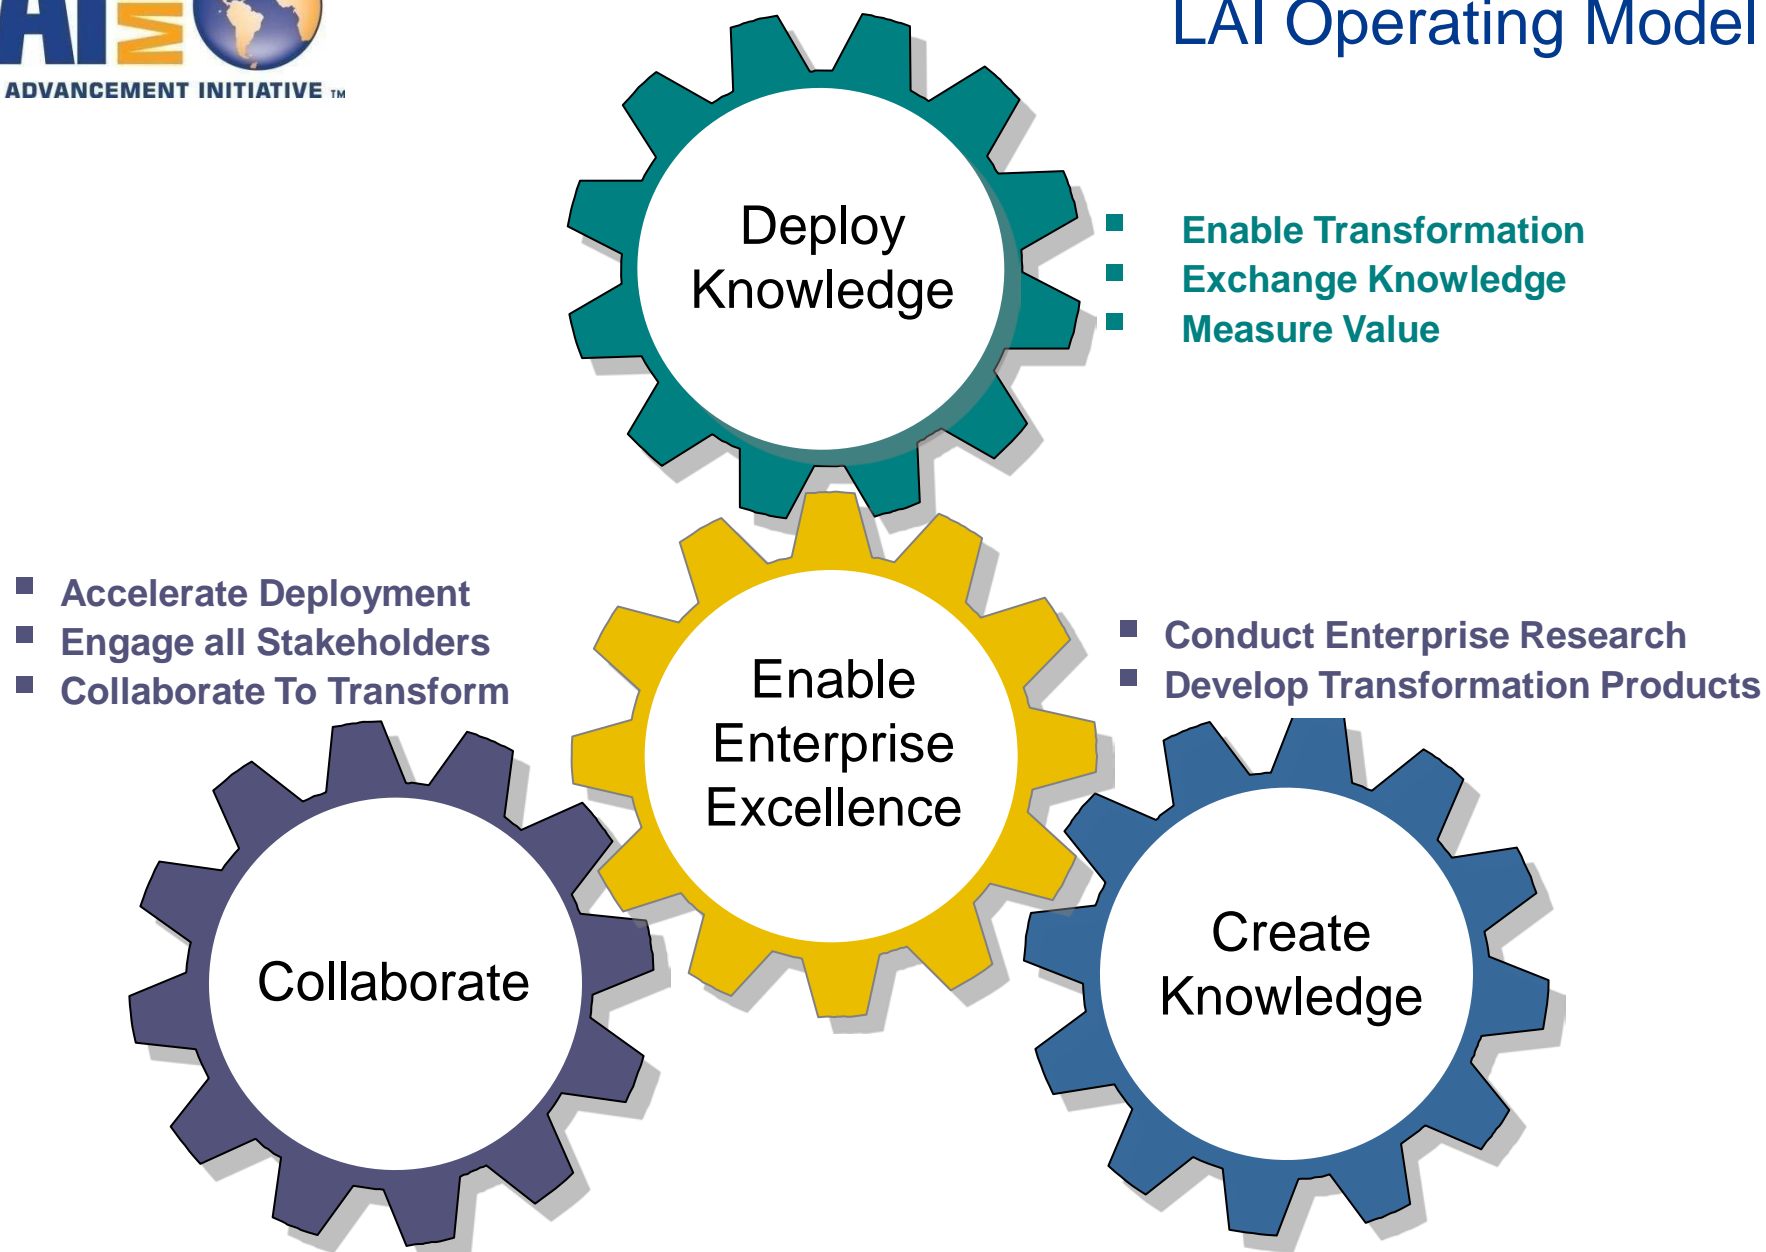 AI
ADVANCEMENT INITIATIVE TM
LAI Operating Model
Deploy
Knowledge
Enable Transformation
Exchange Knowledge
Measure Value
Accelerate Deployment
Engage all Stakeholders
Collaborate To Transform
Enable
Enterprise
Excellence
Conduct Enterprise Research
Develop Transformation Products
Collaborate
Create
Knowledge